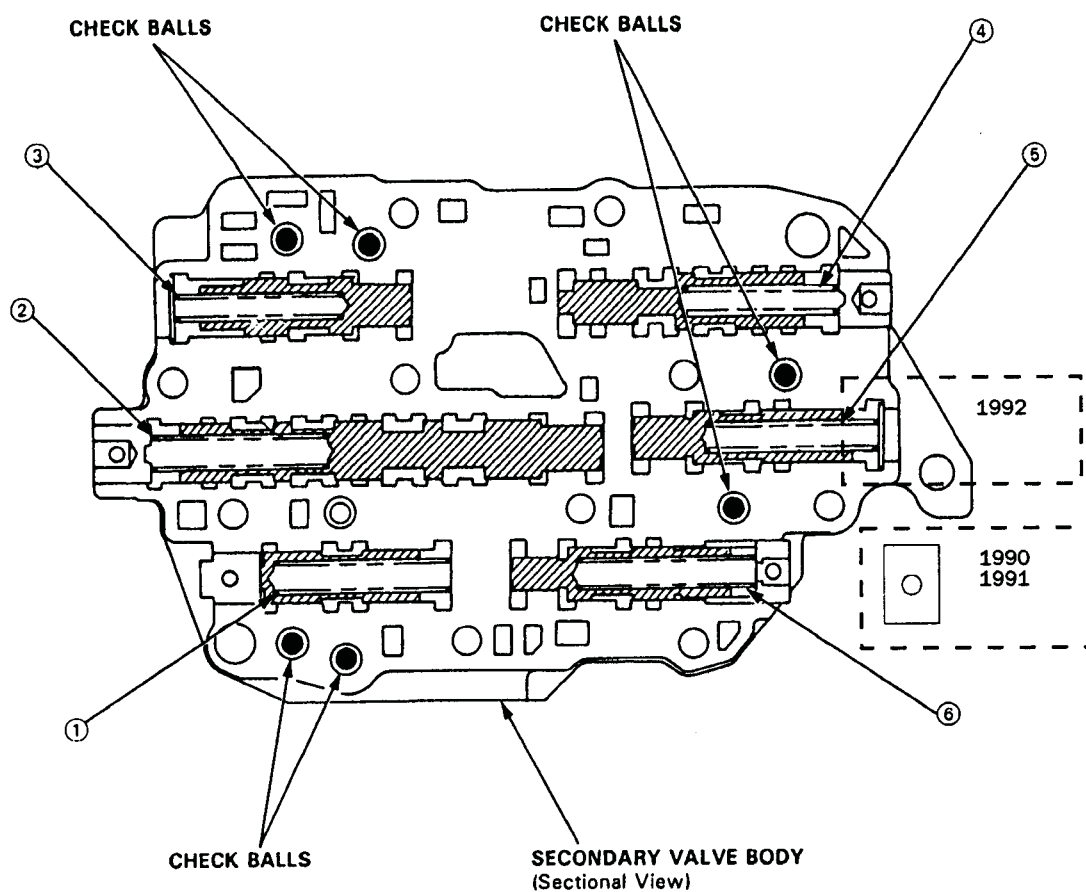 CHECK BALLS
CHECK BALLS
④
③
⑤
②
1992
1990
1991
①
⑥
CHECK BALLS
SECONDARY VALVE BODY
(Sectional View)